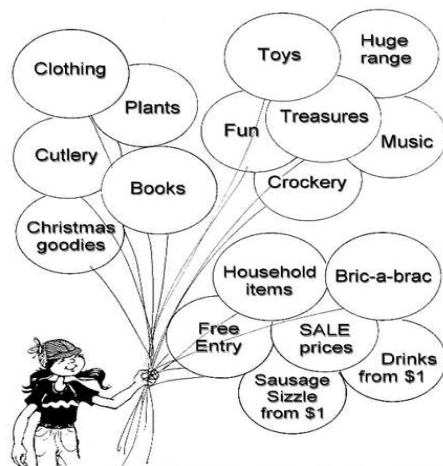 Clothing
Plants
Cutlery
Books
Christmas
goodies
Toys
Huge
range
Fun
Treasures
Music
Crockery
Household
items
Bric-a-brac
Free
Entry
SALE
prices
Drinks
from $1
Sausage
Sizzle
from $1